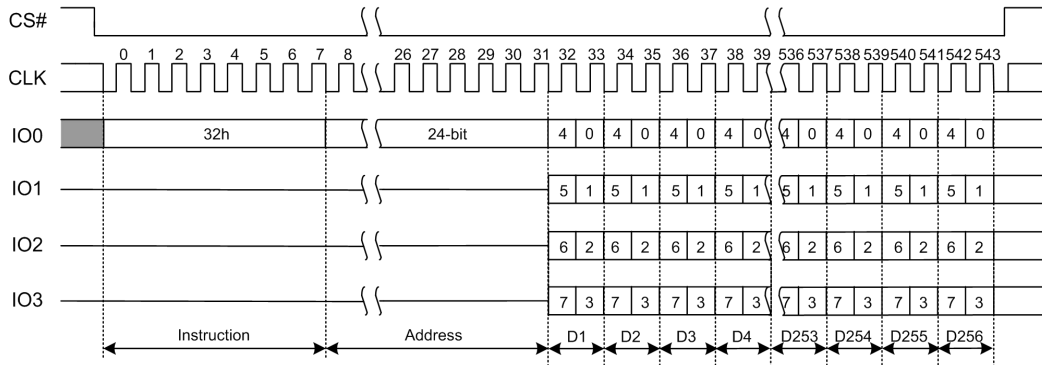 CS#
0 1 2 3 4 5 6 7 8 26 27 28 29 30 31 32 33 34 35 36 37 38 39 536 537 538 539 540 541 542 543
CLK
IO0 32h 24-bit 4 0 4 0 4 0 4 0 4 0 4 0 4 0 4 0
IO1 5 1 5 1 5 1 5 1 5 1 5 1 5 1 5 1
IO2 6 2 6 2 6 2 6 2 6 2 6 2 6 2 6 2
IO3 7 3 7 3 7 3 7 3 7 3 7 3 7 3 7 3
Instruction Address D1 D2 D3 D4 D253 D254 D255 D256